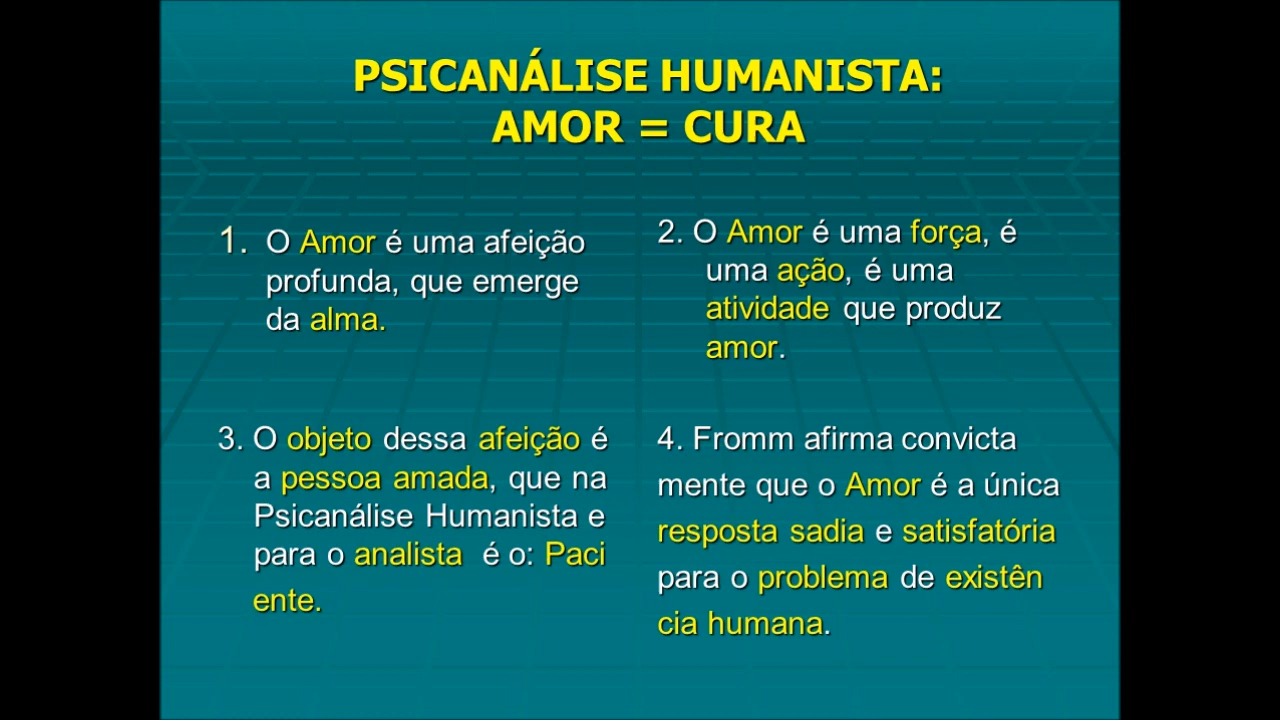 PSICANÁLISE HUMANISTA:
AMOR = CURA
1. O Amor é uma afeição
profunda, que emerge
da alma.
2. O Amor é uma força, é
uma ação, é uma
atividade que produz
amor.
3. O objeto dessa afeição é
a pessoa amada, que na
Psicanálise Humanista e
para o analista é o: Paci
ente.
4. Fromm afirma convicta
mente que o Amor é a única
resposta sadia e satisfatória
para o problema de existên
cia humana.